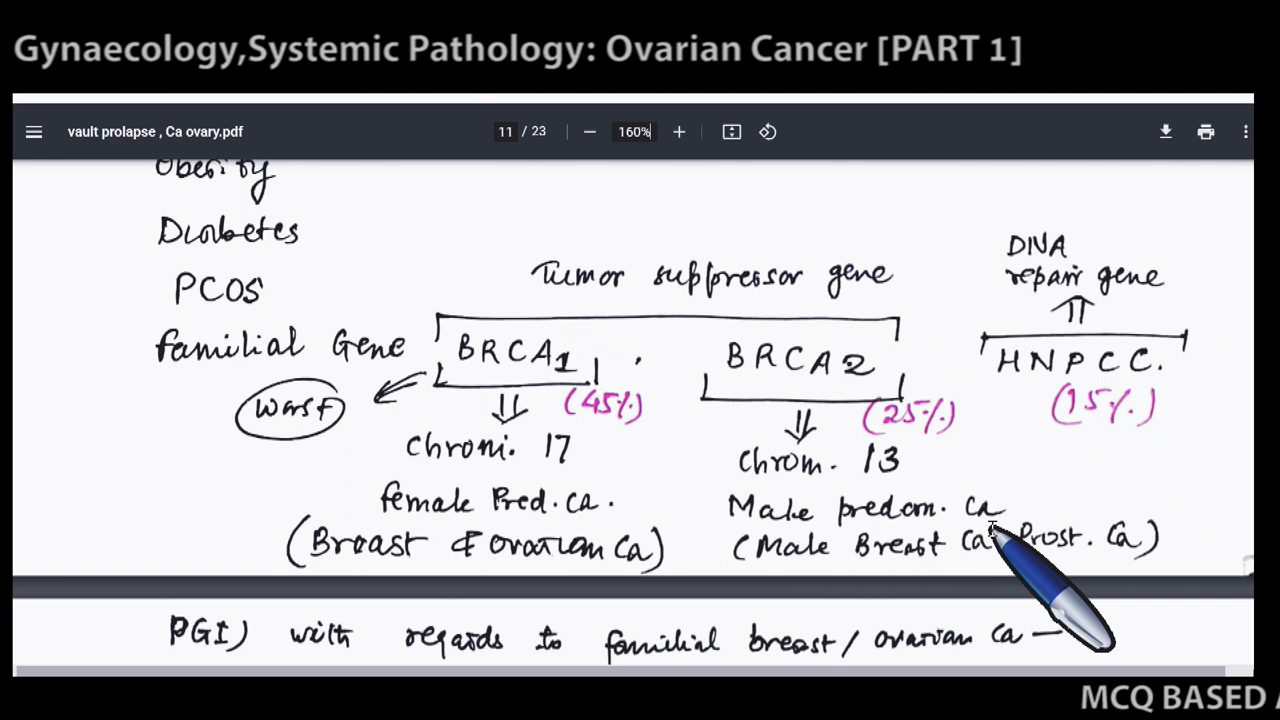 Gynaecology,Systemic Pathology: Ovarian Cancer [PART 1]
vault prolapse , Ca ovary.pdf
11 / 23
160%
Obesity
Diabetes
PCOS
familial Gene
Tumor suppressor gene
DNA
repair gene
BRCA1
BRCA2
HNPCC.
worst
(45%)
(25%)
(15%)
Chromi. 17
Chrom. 13
female Pred. Ca.
Male predom. Ca
(Breast & ovarian Ca)
(Male Breast Ca Prost. Ca)
PGI) with regards to familial breast/ ovarian Ca —
MCQ BASED